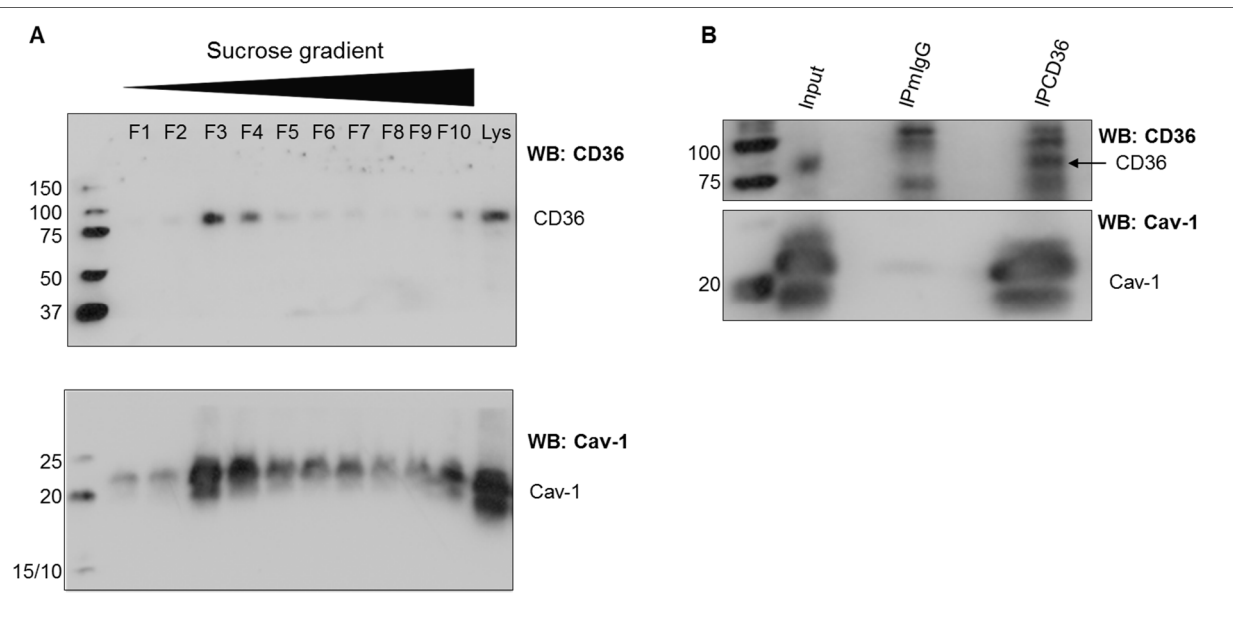 A
Sucrose gradient
F1 F2 F3 F4 F5 F6 F7 F8 F9 F10 Lys
WB: CD36
150
100
75
50
37
CD36
25
20
15/10
WB: Cav-1
Cav-1
B
Input IPmIgG IPCD36
100
75
WB: CD36
CD36
20
WB: Cav-1
Cav-1